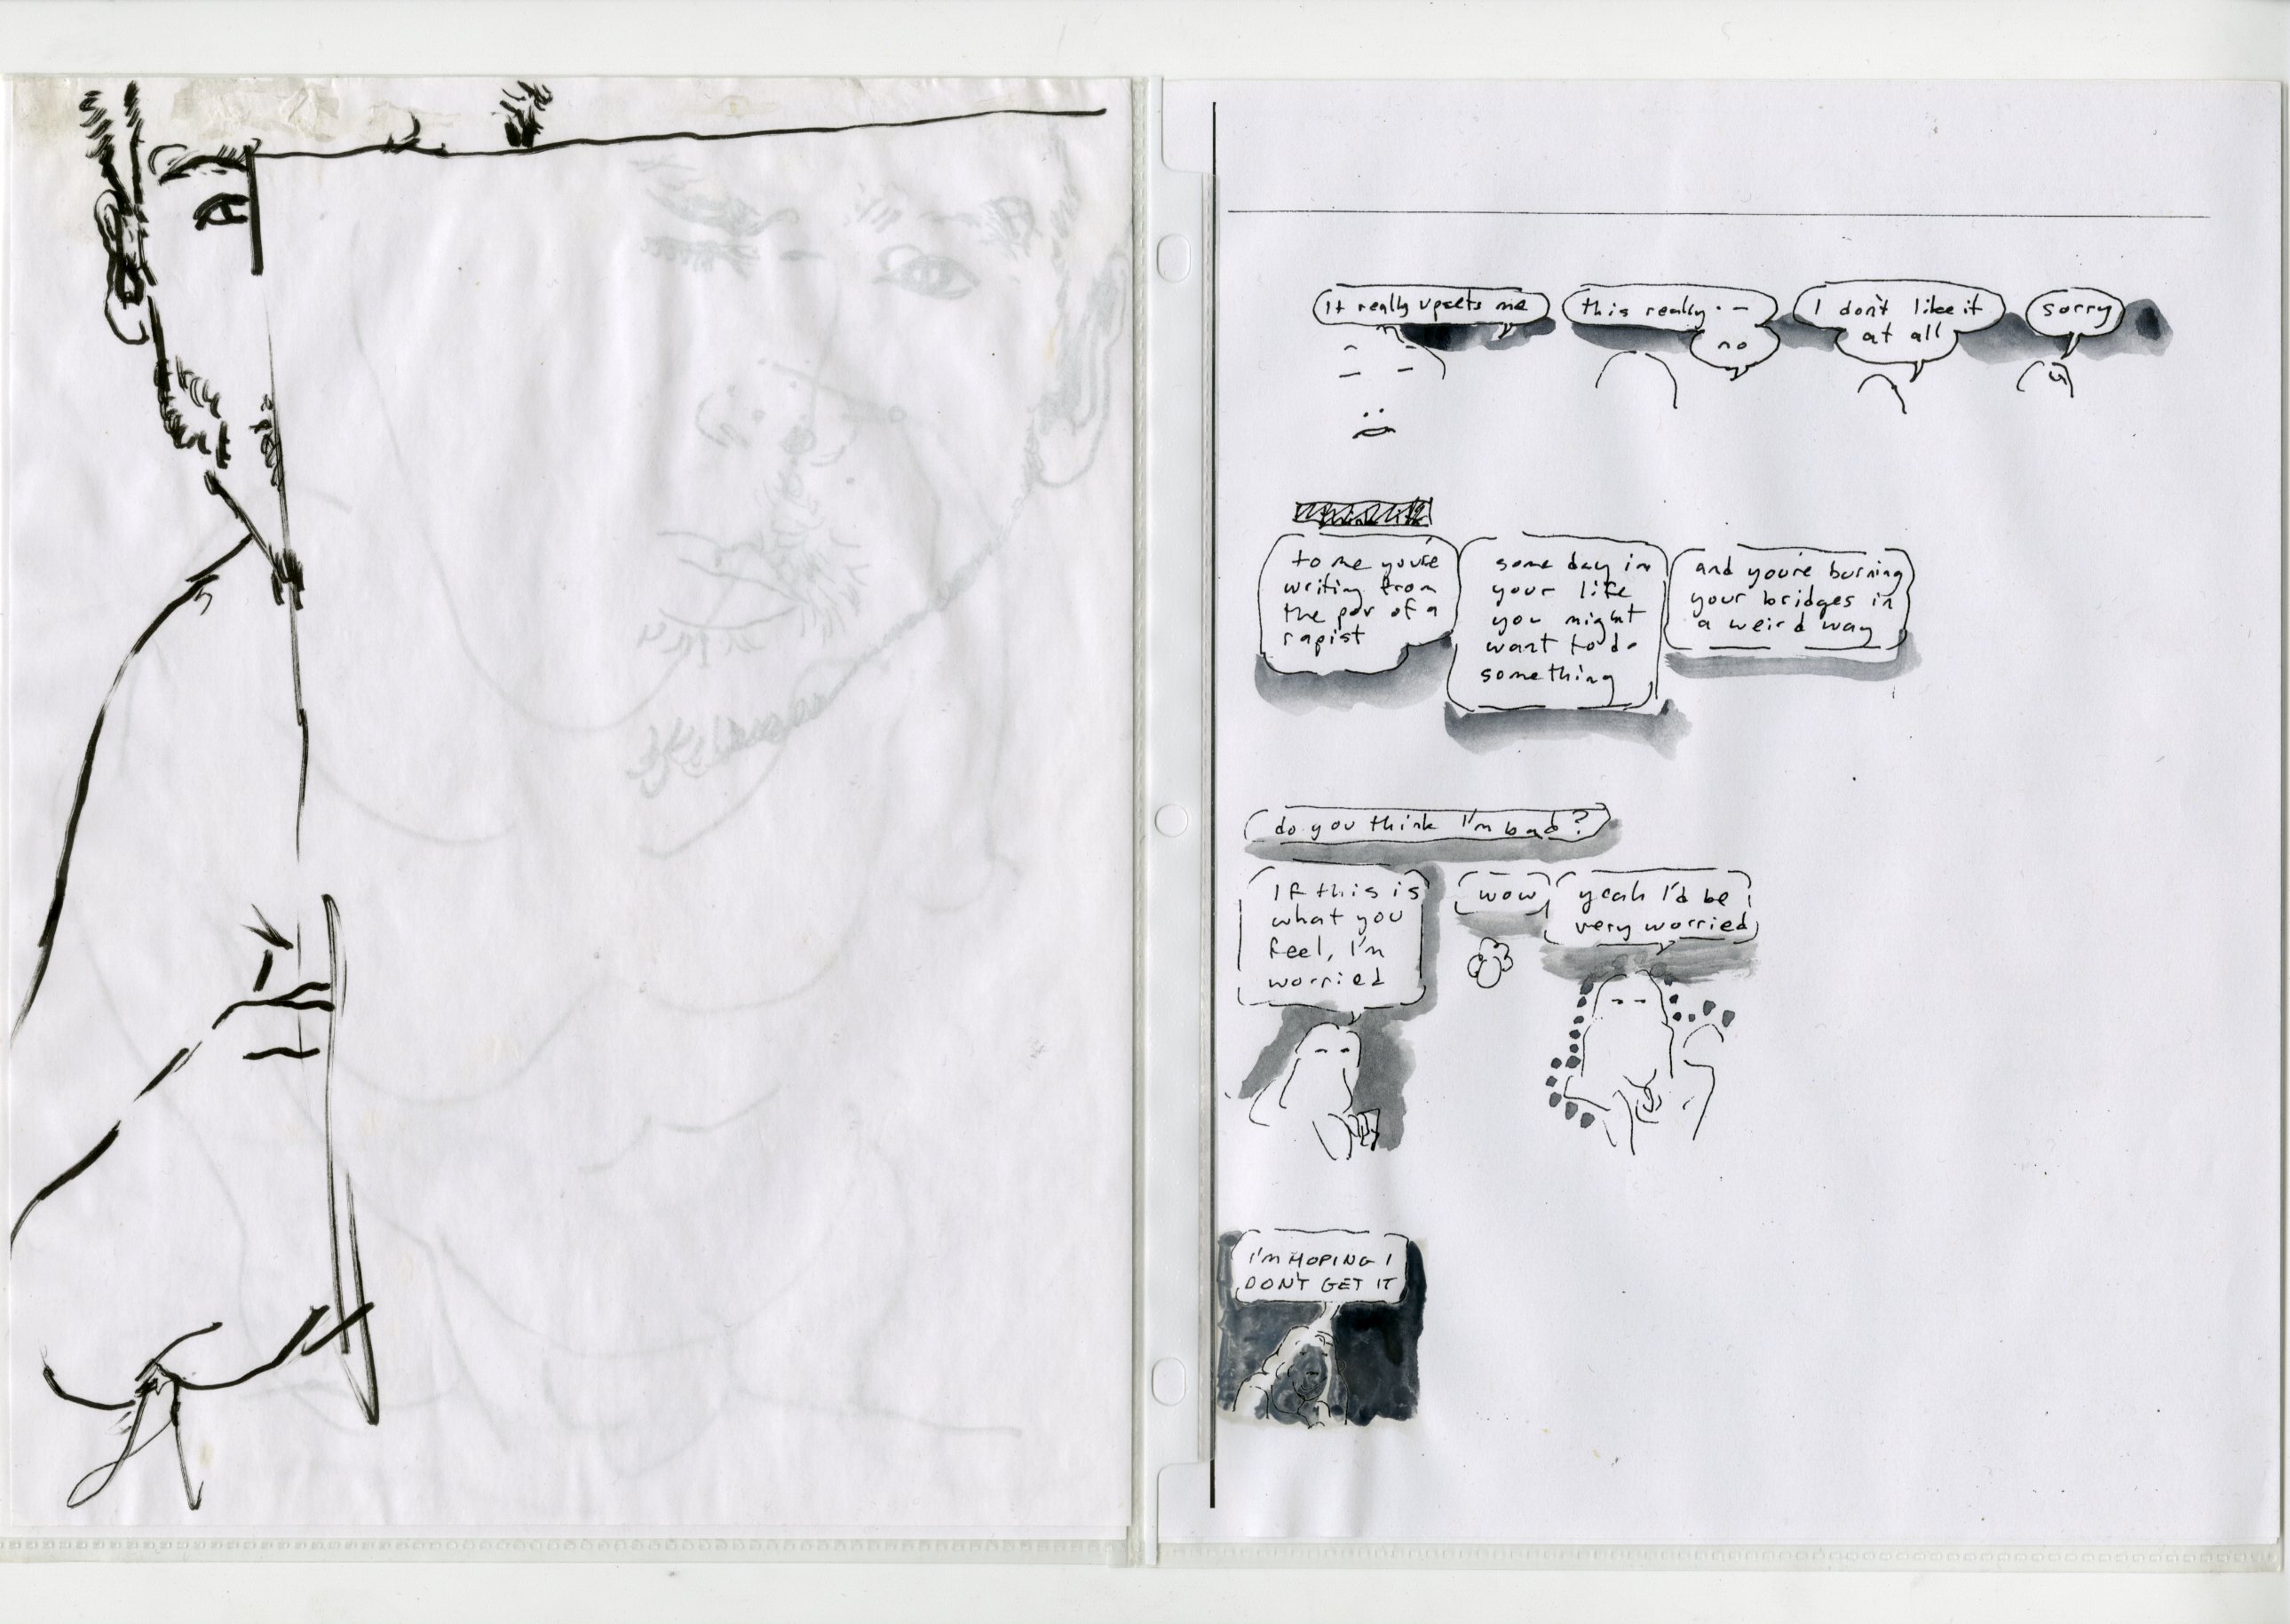 It really upsets me
this really . –
no
I don't like it
at all
sorry
to me you're
writing from
the pov of a
rapist
some day in
your life
you might
want to do
something
and you're burning
your bridges in
a weird way
do you think I'm bad?
If this is
what you
feel, I'm
worried
wow
yeah I'd be
very worried
I'M HOPING I
DON'T GET IT